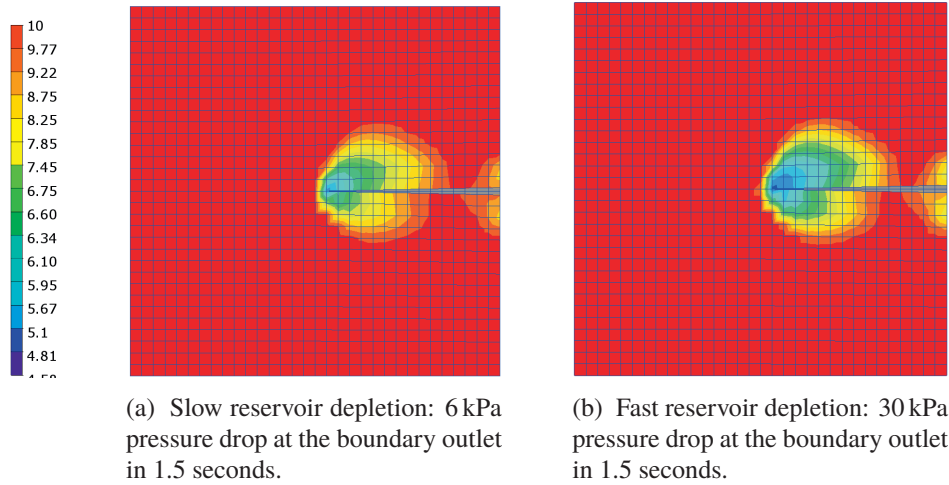 10
9.77
9.22
8.75
8.25
7.85
7.45
6.75
6.60
6.34
6.10
5.95
5.67
5.1
4.81
(a) Slow reservoir depletion: 6 kPa
pressure drop at the boundary outlet
in 1.5 seconds.
(b) Fast reservoir depletion: 30 kPa
pressure drop at the boundary outlet
in 1.5 seconds.